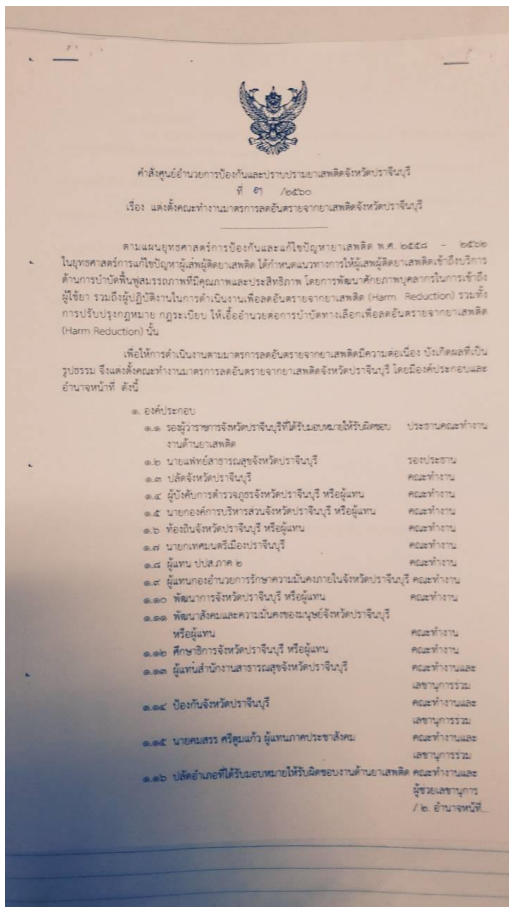 คำสั่งศูนย์อำนวยการป้องกันและปราบปรามยาเสพติดจังหวัดปราจีนบุรี
ที่ ๑ /๒๕๖๐
เรื่อง แต่งตั้งคณะทำงานมาตรการลดอันตรายจากยาเสพติดจังหวัดปราจีนบุรี
ตามแผนยุทธศาสตร์การป้องกันและแก้ไขปัญหายาเสพติด พ.ศ. ๒๕๕๘ - ๒๕๖๒
ในยุทธศาสตร์การแก้ไขปัญหาผู้เสพผู้ติดยาเสพติด ได้กำหนดแนวทางการให้ผู้เสพผู้ติดยาเสพติดเข้าถึงบริการ
ด้านการบำบัดฟื้นฟูสมรรถภาพที่มีคุณภาพและประสิทธิภาพ โดยการพัฒนาศักยภาพบุคลากรในการเข้าถึง
ผู้ใช้ยา รวมถึงผู้ปฏิบัติงานในการดำเนินงานเพื่อลดอันตรายจากยาเสพติด (Harm Reduction) รวมทั้ง
การปรับปรุงกฎหมาย กฎระเบียบ ให้เอื้ออำนวยต่อการบำบัดทางเลือกเพื่อลดอันตรายจากยาเสพติด
(Harm Reduction) นั้น
เพื่อให้การดำเนินงานตามมาตรการลดอันตรายจากยาเสพติดมีความต่อเนื่อง บังเกิดผลที่เป็น
รูปธรรม จึงแต่งตั้งคณะทำงานมาตรการลดอันตรายจากยาเสพติดจังหวัดปราจีนบุรี โดยมีองค์ประกอบและ
อำนาจหน้าที่ ดังนี้
๑. องค์ประกอบ
๑.๑ รองผู้ว่าราชการจังหวัดปราจีนบุรีที่ได้รับมอบหมายให้รับผิดชอบ ประธานคณะทำงาน
งานด้านยาเสพติด
๑.๒ นายแพทย์สาธารณสุขจังหวัดปราจีนบุรี รองประธาน
๑.๓ ปลัดจังหวัดปราจีนบุรี คณะทำงาน
๑.๔ ผู้บังคับการตำรวจภูธรจังหวัดปราจีนบุรี หรือผู้แทน คณะทำงาน
๑.๕ นายกองค์การบริหารส่วนจังหวัดปราจีนบุรี หรือผู้แทน คณะทำงาน
๑.๖ ท้องถิ่นจังหวัดปราจีนบุรี หรือผู้แทน คณะทำงาน
๑.๗ นายกเทศมนตรีเมืองปราจีนบุรี คณะทำงาน
๑.๘ ผู้แทน ปปส.ภาค ๒ คณะทำงาน
๑.๙ ผู้แทนกองอำนวยการรักษาความมั่นคงภายในจังหวัดปราจีนบุรี คณะทำงาน
๑.๑๐ พัฒนาการจังหวัดปราจีนบุรี หรือผู้แทน คณะทำงาน
๑.๑๑ พัฒนาสังคมและความมั่นคงของมนุษย์จังหวัดปราจีนบุรี
หรือผู้แทน คณะทำงาน
๑.๑๒ ศึกษาธิการจังหวัดปราจีนบุรี หรือผู้แทน คณะทำงาน
๑.๑๓ ผู้แทนสำนักงานสาธารณสุขจังหวัดปราจีนบุรี คณะทำงานและ
เลขานุการร่วม
๑.๑๔ ป้องกันจังหวัดปราจีนบุรี คณะทำงานและ
เลขานุการร่วม
๑.๑๕ นายคมสรร ศรีตูมแก้ว ผู้แทนภาคประชาสังคม คณะทำงานและ
เลขานุการร่วม
๑.๑๖ ปลัดอำเภอที่ได้รับมอบหมายให้รับผิดชอบงานด้านยาเสพติด คณะทำงานและ
ผู้ช่วยเลขานุการ
/ ๒. อำนาจหน้าที่...